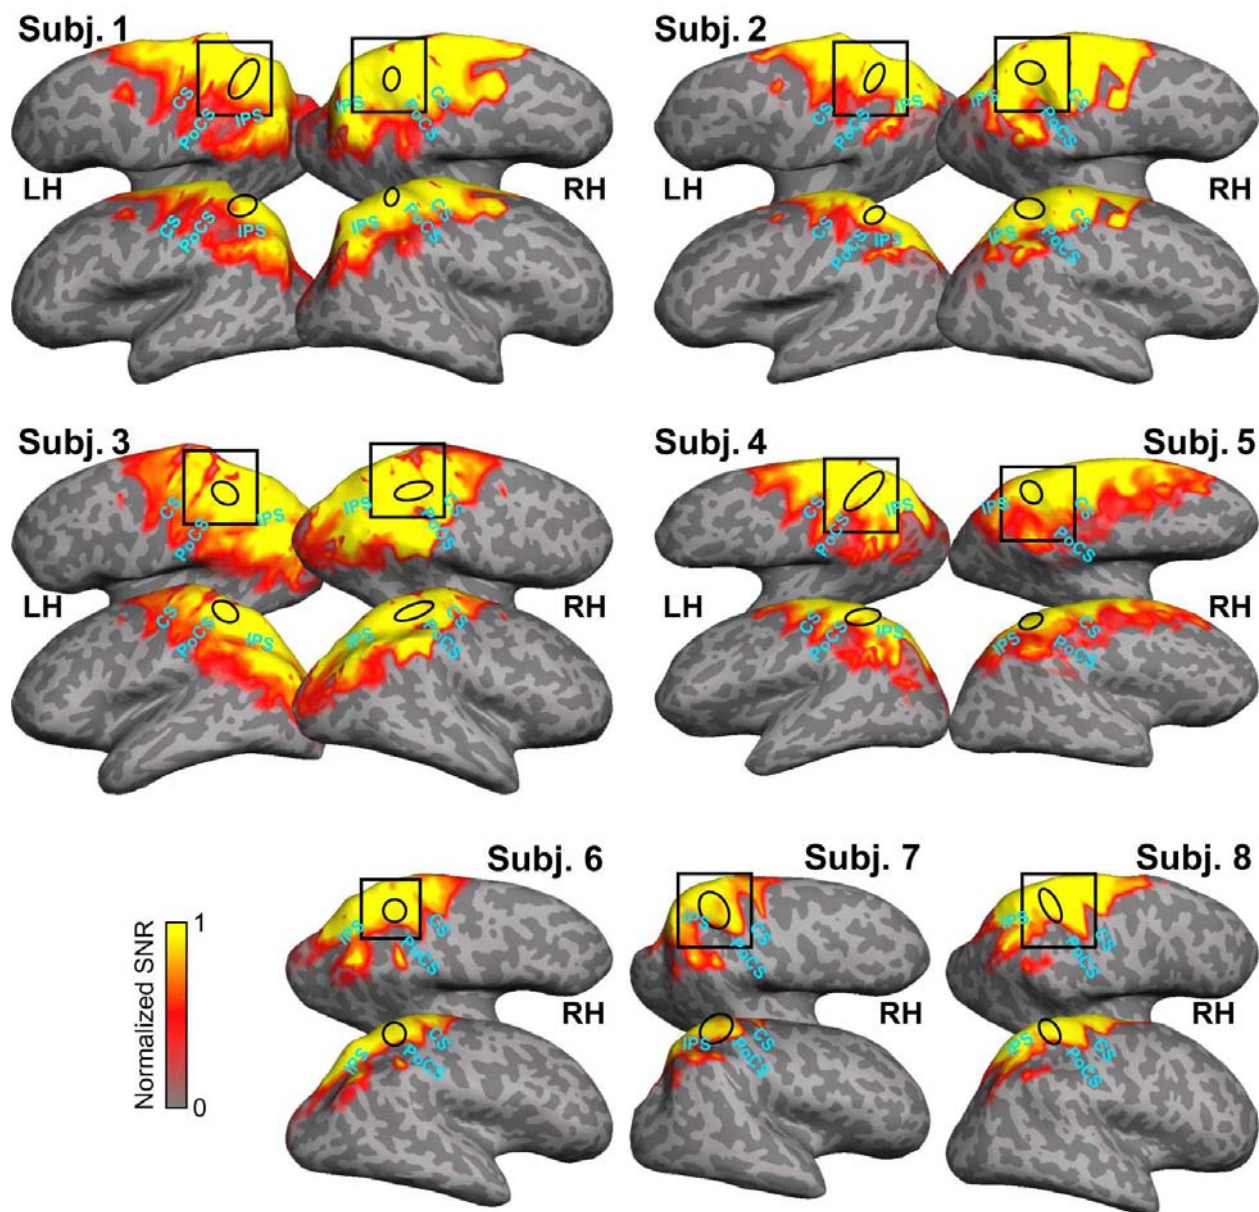 Subj. 1
Subj. 2
CS
PoCS
IPS
IPS
PoCS
CS
CS
PoCS
IPS
IPS
PoCS
CS
LH
RH
LH
RH
CS
PoCS
IPS
IPS
PoCS
CS
CS
PoCS
IPS
IPS
PoCS
CS
Subj. 3
Subj. 4
Subj. 5
CS
PoCS
IPS
IPS
PoCS
CS
CS
PoCS
IPS
IPS
PoCS
CS
LH
RH
LH
RH
CS
PoCS
IPS
IPS
PoCS
CS
CS
PoCS
IPS
IPS
PoCS
CS
Subj. 6
Subj. 7
Subj. 8
IPS
PoCS
CS
IPS
PoCS
CS
IPS
PoCS
CS
Normalized SNR
1
0
RH
RH
RH
IPS
PoCS
CS
IPS
PoCS
CS
IPS
PoCS
CS